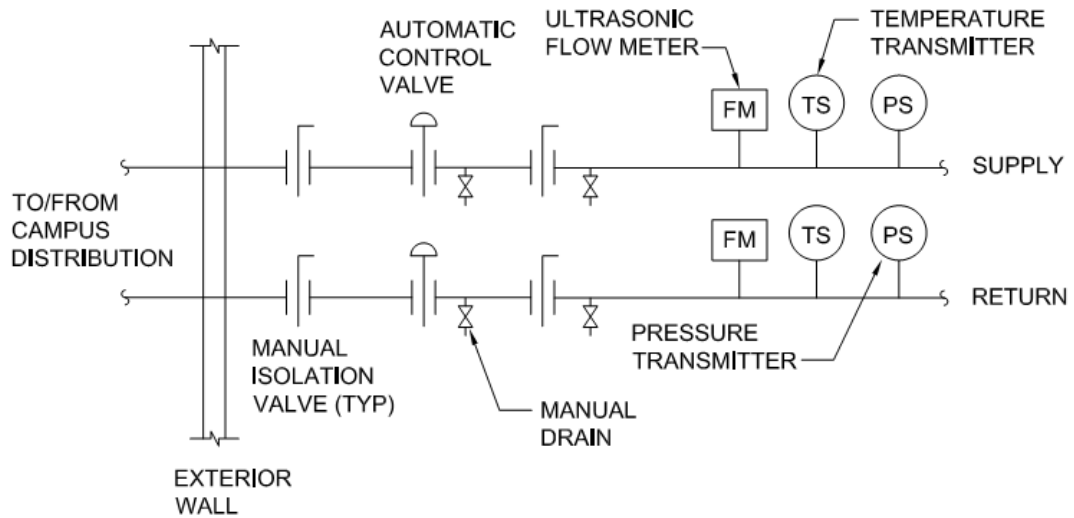 AUTOMATIC
CONTROL
VALVE
ULTRASONIC
FLOW METER
TEMPERATURE
TRANSMITTER
FM
TS
PS
SUPPLY
TO/FROM
CAMPUS
DISTRIBUTION
FM
TS
PS
RETURN
MANUAL
ISOLATION
VALVE (TYP)
PRESSURE
TRANSMITTER
MANUAL
DRAIN
EXTERIOR
WALL